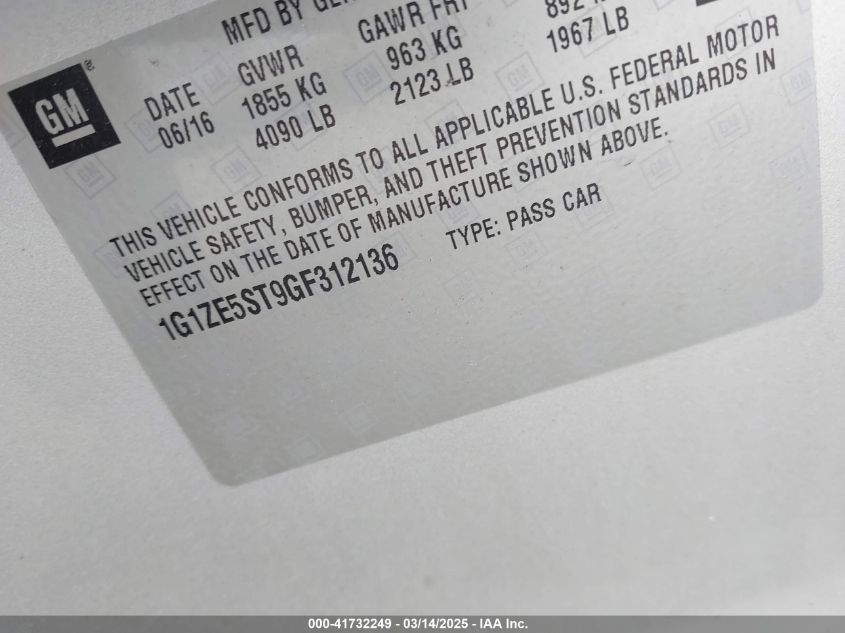 MFD BY
GM®
DATE GVWR GAWR FRT
06/16 1855 KG 963 KG 892
4090 LB 2123 LB 1967 LB
THIS VEHICLE CONFORMS TO ALL APPLICABLE U.S. FEDERAL MOTOR
VEHICLE SAFETY, BUMPER, AND THEFT PREVENTION STANDARDS IN
EFFECT ON THE DATE OF MANUFACTURE SHOWN ABOVE.
1G1ZE5ST9GF312136 TYPE: PASS CAR
000-41732249 - 03/14/2025 - IAA Inc.